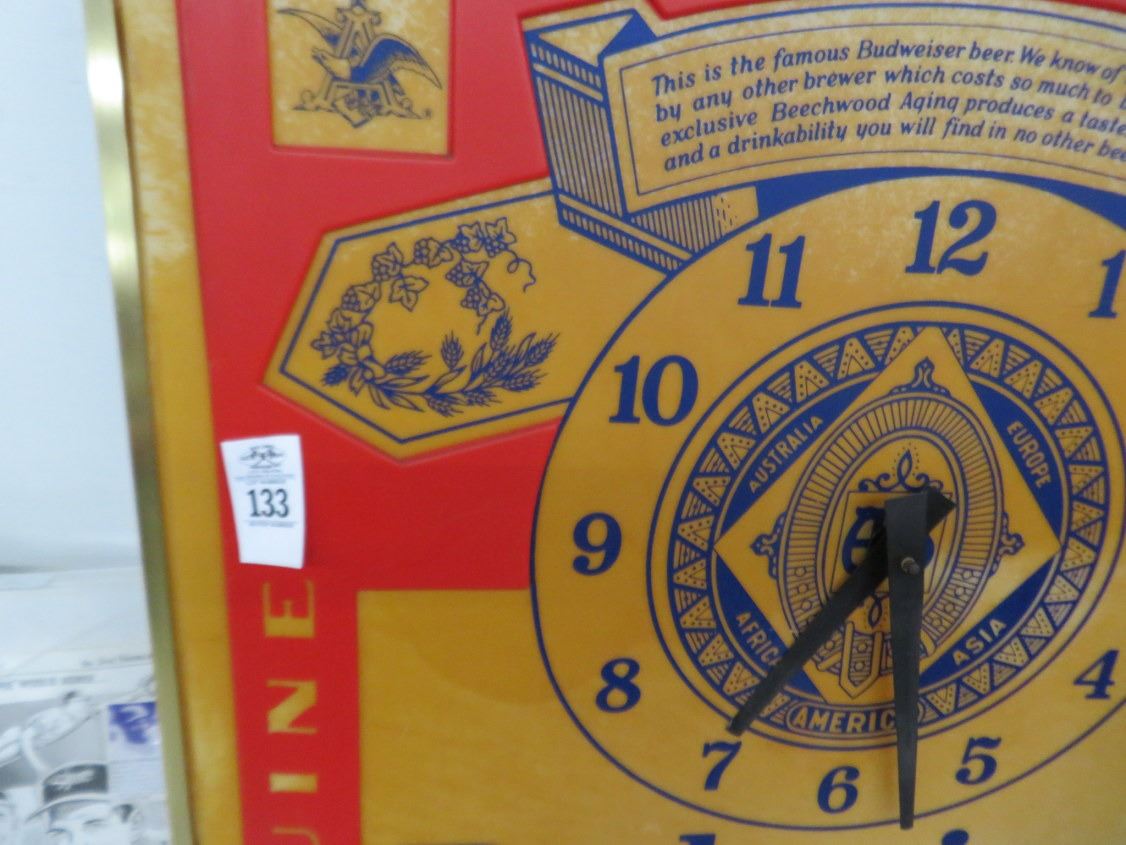 This is the famous Budweiser beer. We know of
by any other brewer which costs so much to
exclusive Beechwood Aging produces a taste
and a drinkability you will find in no other bee
12
11
1
10
9
8
7
6
5
4
AUSTRALIA
EUROPE
AFRIC
ASIA
AMERIC
133
UINE